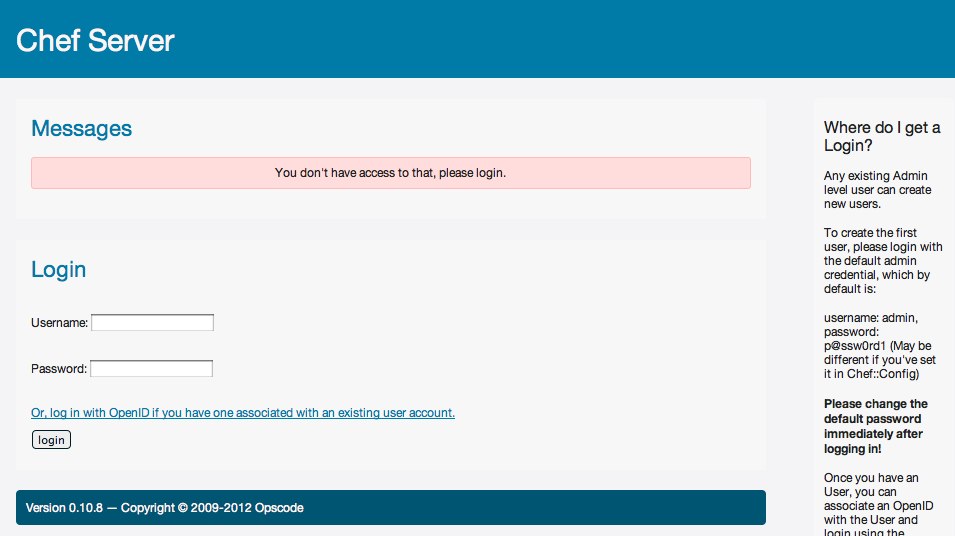 Chef Server
Messages
You don't have access to that, please login.
Login
Username:
Password:
Or, log in with OpenID if you have one associated with an existing user account.
login
Version 0.10.8 — Copyright © 2009-2012 Opscode
Where do I get a
Login?
Any existing Admin
level user can create
new users.
To create the first
user, please login with
the default admin
credential, which by
default is:
username: admin,
password:
p@ssw0rd1 (May be
different if you've set
it in Chef::Config)
Please change the
default password
immediately after
logging in!
Once you have an
User, you can
associate an OpenID
with the User and
login using the